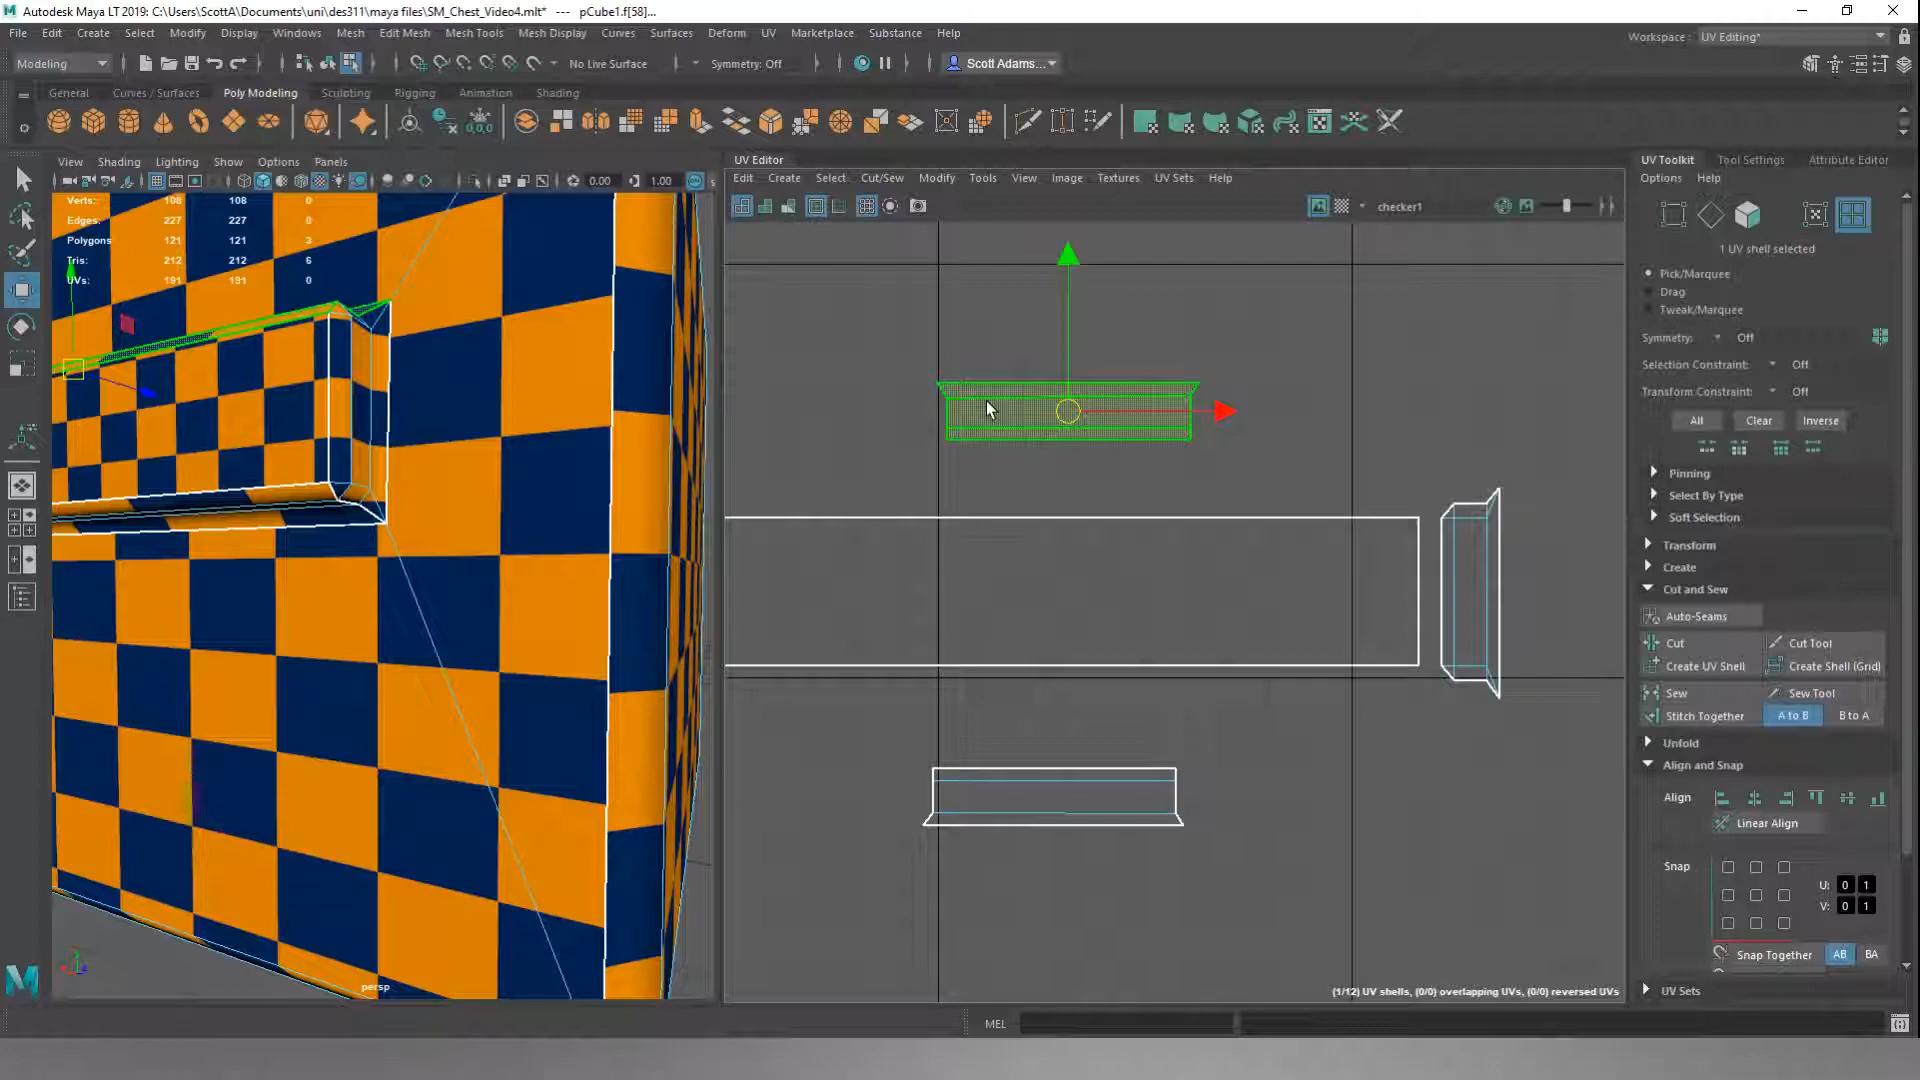 Autodesk Maya LT 2019: C:\Users\ScottA\Documents\uni\des311\maya files\SM_Chest_Video4.mlt* --- pCube1.f[58]...
File Edit Create Select Modify Display Windows Mesh Edit Mesh Mesh Tools Mesh Display Curves Surfaces Deform UV Marketplace Substance Help
Workspace : UV Editing*
Modeling No Live Surface Symmetry: Off Scott Adams...
General Curves / Surfaces Poly Modeling Sculpting Rigging Animation Shading
0,0,0
View Shading Lighting Show Options Panels
0.00 1.00
Verts: 108 108 0
Edges: 227 227 0
Polygons 121 121 3
Tris: 212 212 6
UVs: 191 191 0
persp
UV Editor
Edit Create Select Cut/Sew Modify Tools View Image Textures UV Sets Help
checker1
(1/12) UV shells, (0/0) overlapping UVs, (0/0) reversed UVs
UV Toolkit Tool Settings Attribute Editor
Options Help
1 UV shell selected
Pick/Marquee
Drag
Tweak/Marquee
Symmetry: Off
Selection Constraint: Off
Transform Constraint: Off
All Clear Inverse
Pinning
Select By Type
Soft Selection
Transform
Create
Cut and Sew
Auto-Seams
Cut Cut Tool
Create UV Shell Create Shell (Grid)
Sew Sew Tool
Stitch Together A to B B to A
Unfold
Align and Snap
Align
Linear Align
Snap
U: 0 1
V: 0 1
Snap Together AB BA
UV Sets
MEL